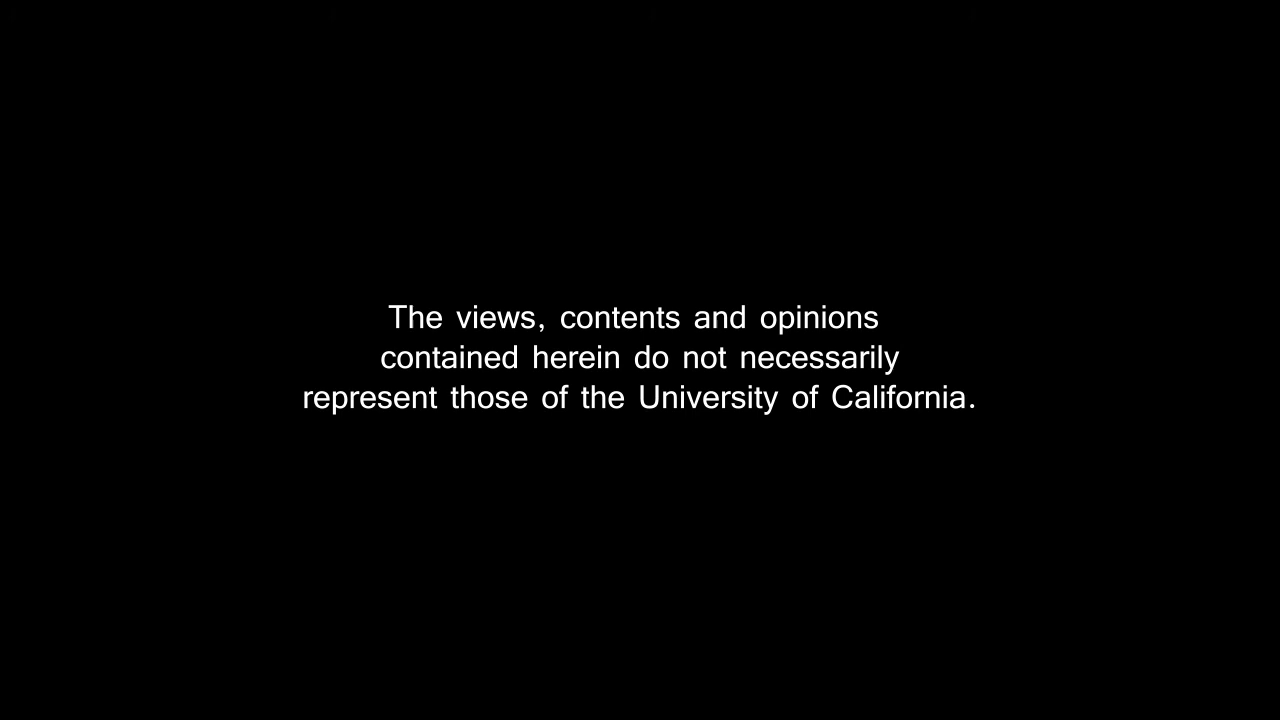 The views, contents and opinions
contained herein do not necessarily
represent those of the University of California.